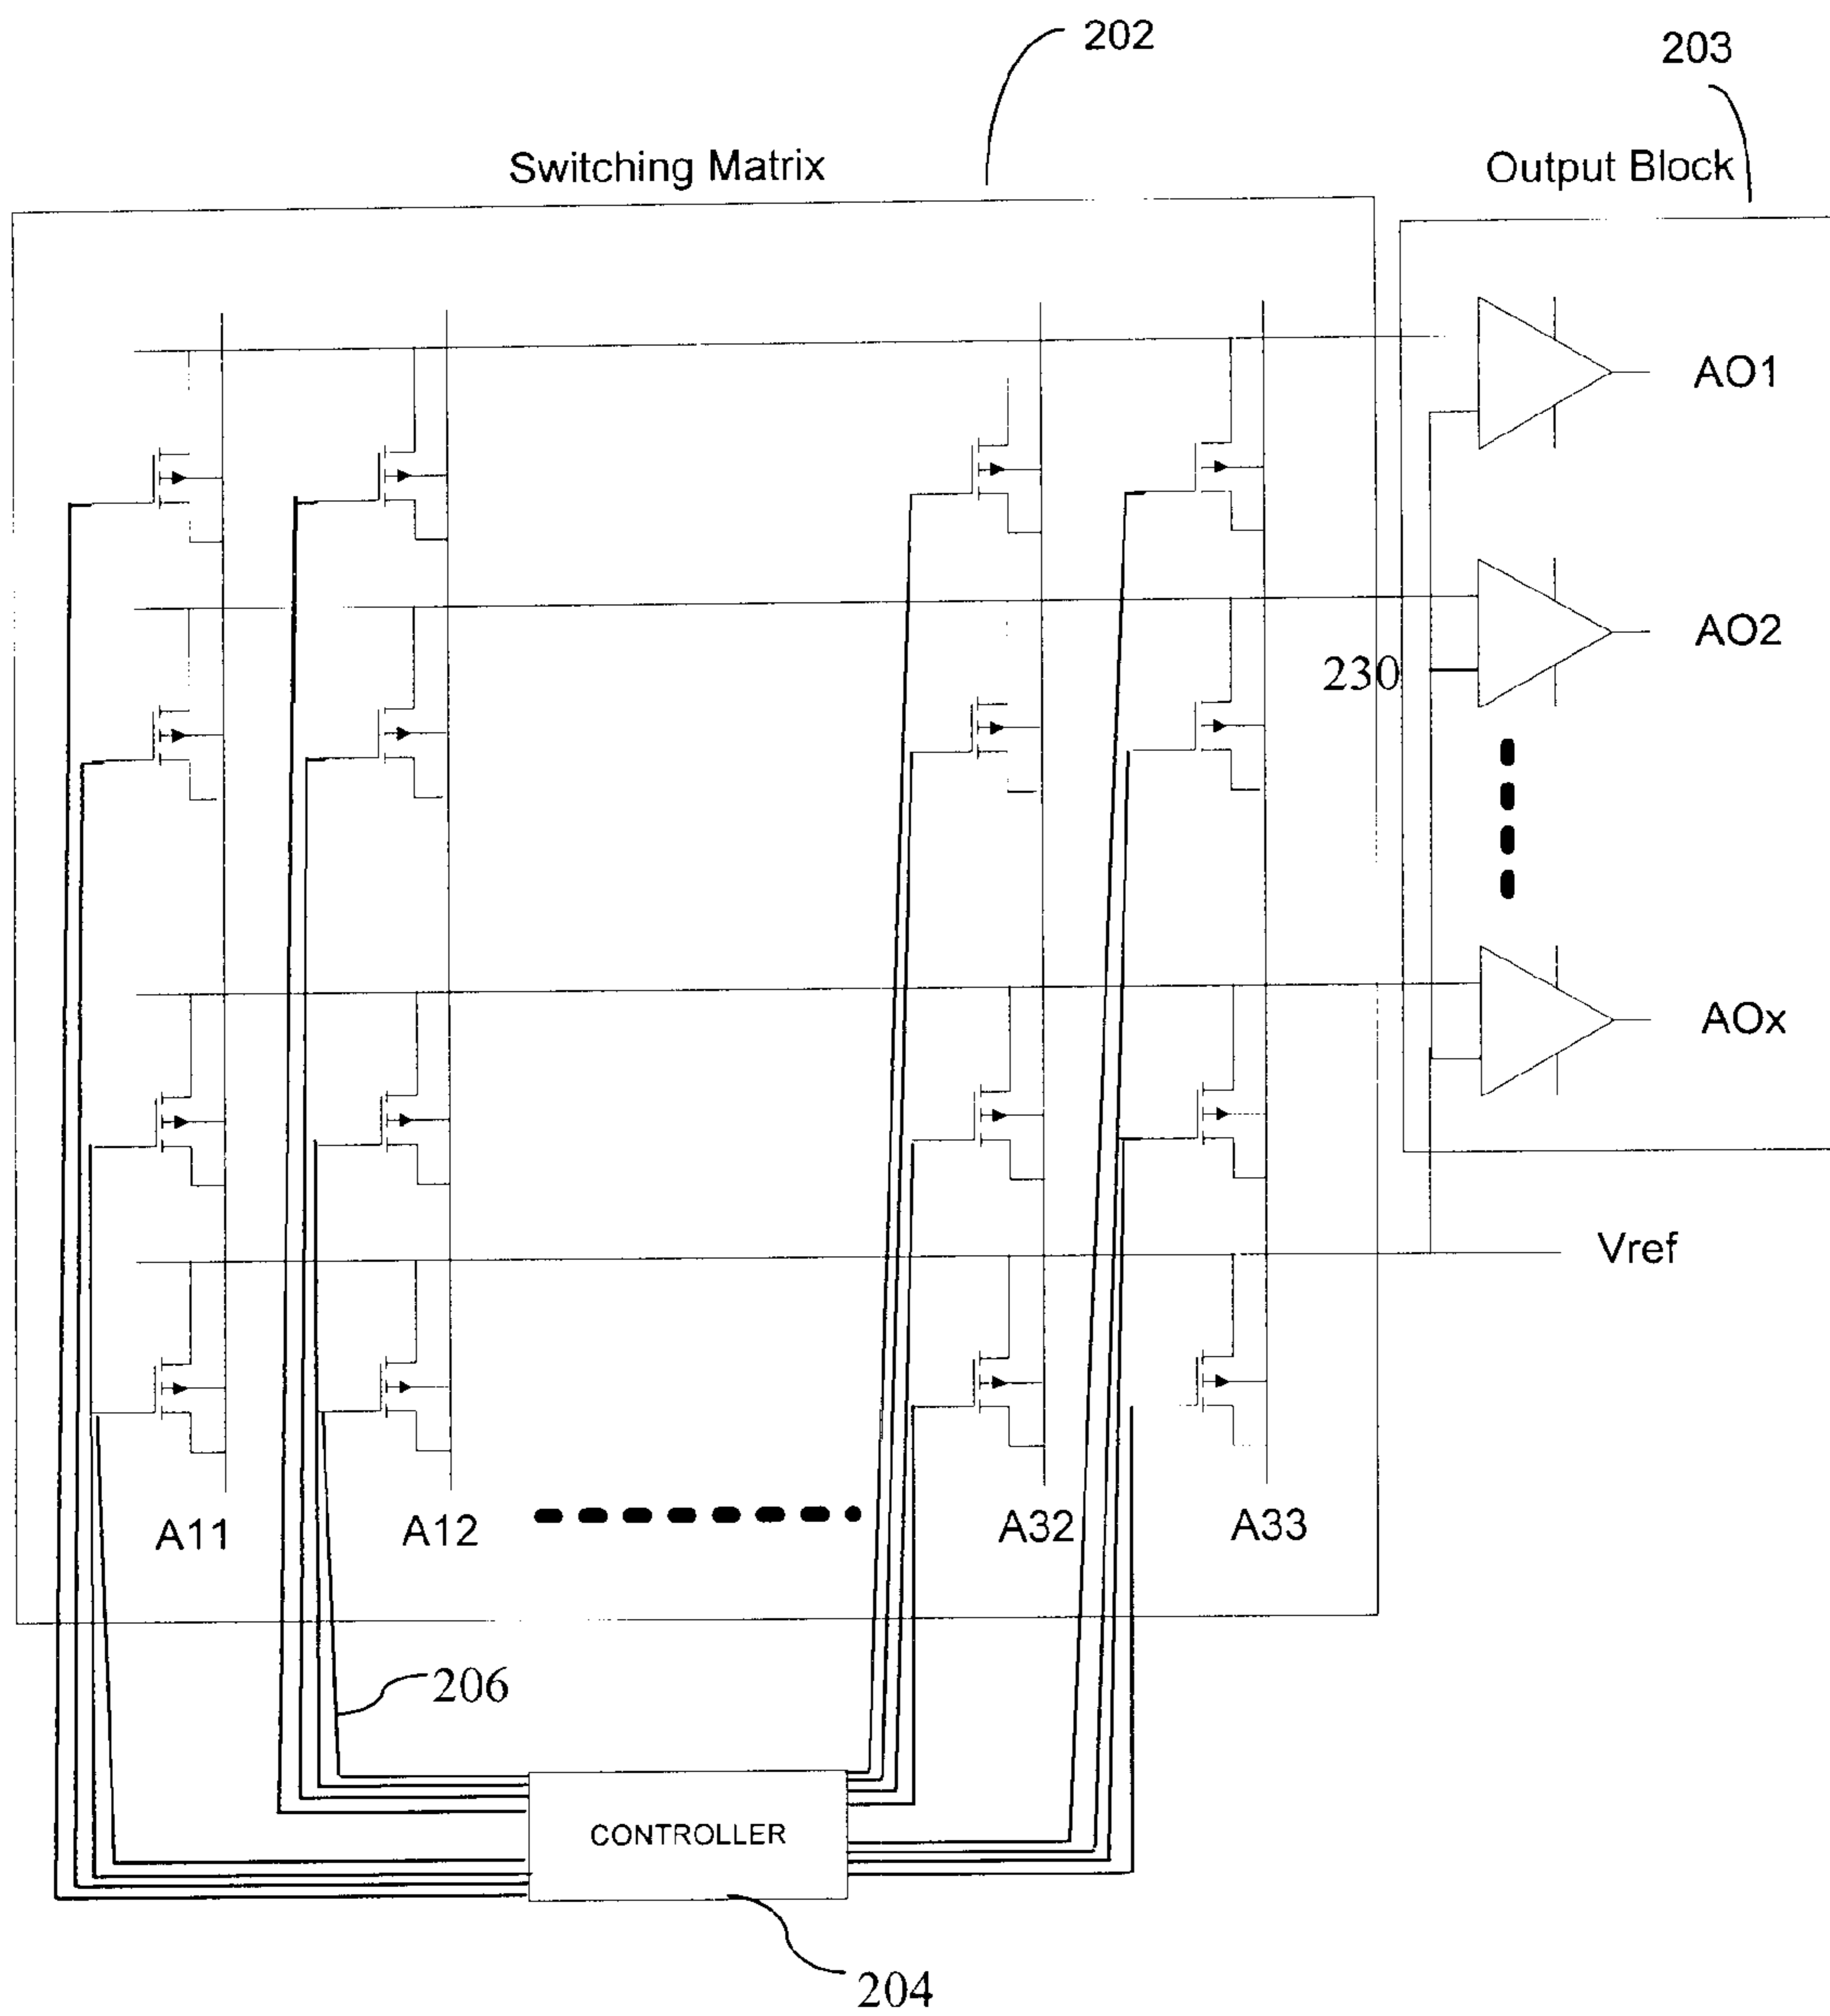 202
203
Switching Matrix
Output Block
AO1
AO2
230
AOx
Vref
A11
A12
A32
A33
206
CONTROLLER
204